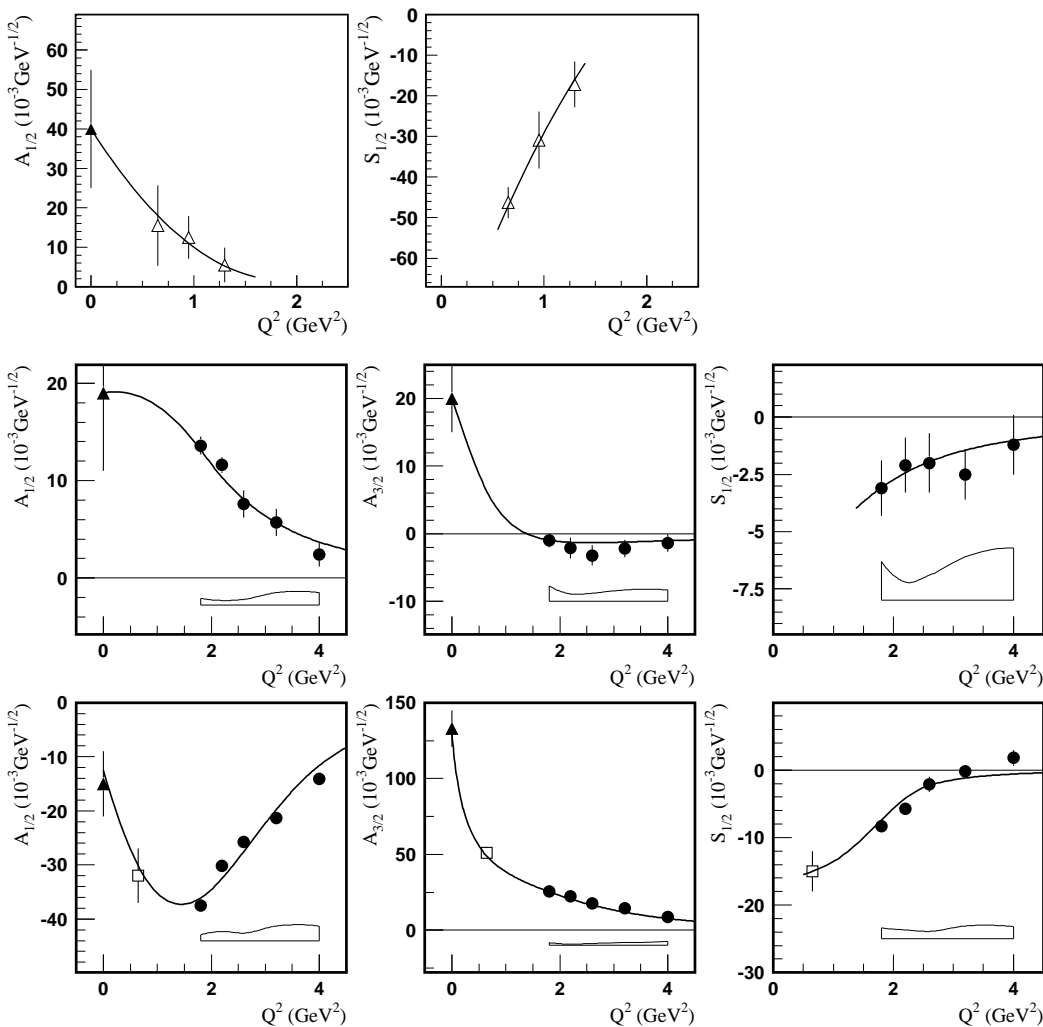 A1/2 (10-3GeV-1/2)
60
50
40
30
20
10
0
0 1 2
Q2 (GeV2)
S1/2 (10-3GeV-1/2)
0
-10
-20
-30
-40
-50
-60
0 1 2
Q2 (GeV2)
A1/2 (10-3GeV-1/2)
20
10
0
0 2 4
Q2 (GeV2)
A3/2 (10-3GeV-1/2)
20
10
0
-10
0 2 4
Q2 (GeV2)
S1/2 (10-3GeV-1/2)
0
-2.5
-5
-7.5
0 2 4
Q2 (GeV2)
A1/2 (10-3GeV-1/2)
0
-10
-20
-30
-40
0 2 4
Q2 (GeV2)
A3/2 (10-3GeV-1/2)
150
100
50
0
0 2 4
Q2 (GeV2)
S1/2 (10-3GeV-1/2)
0
-10
-20
-30
0 2 4
Q2 (GeV2)